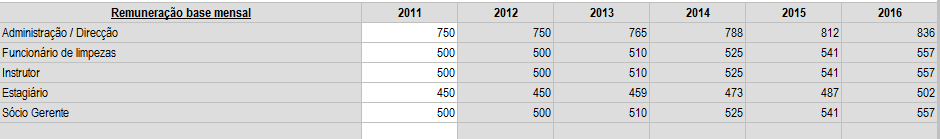 Remuneração base mensal 2011 2012 2013 2014 2015 2016
Administração / Direcção 750 750 765 788 812 836
Funcionário de limpezas 500 500 510 525 541 557
Instrutor 500 500 510 525 541 557
Estagiário 450 450 459 473 487 502
Sócio Gerente 500 500 510 525 541 557